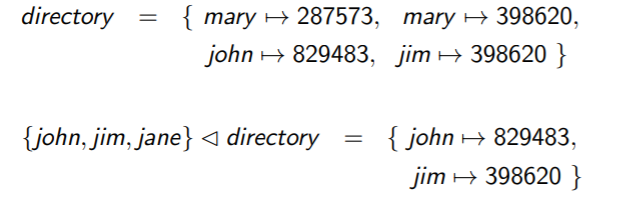 directory = { mary ↦ 287573, mary ↦ 398620,
john ↦ 829483, jim ↦ 398620 }
{john, jim, jane} ◁ directory = { john ↦ 829483,
jim ↦ 398620 }